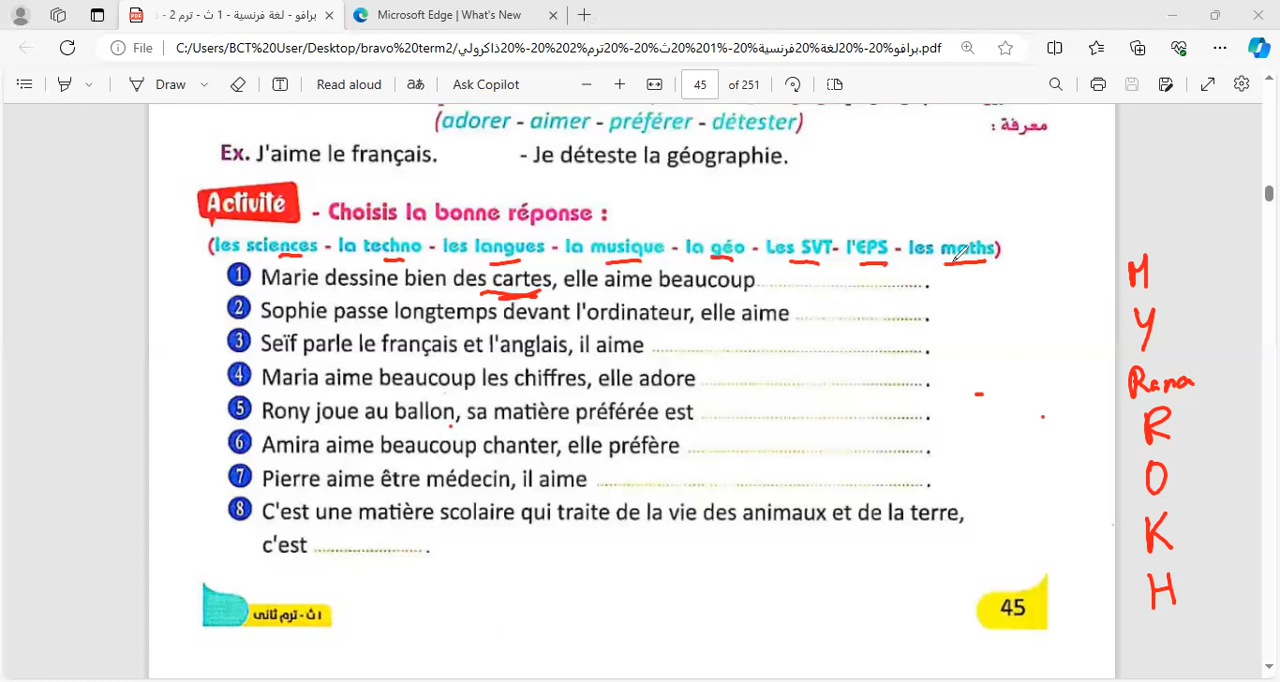 برافو - لغة فرنسية - 1 ث - ترم 2 -
Microsoft Edge | What's New
File
C:/Users/BCT%20User/Desktop/bravo%20term2/برافو%20-%20لغة%20فرنسية%20-%201%20ث%20-%20ترم%202%20-%20ذاكرولي.pdf
Draw
Read aloud
aあ
Ask Copilot
45 of 251
(adorer - aimer - préférer - détester)
معرفة :
Ex. J'aime le français. - Je déteste la géographie.
Activité - Choisis la bonne réponse :
(les sciences - la techno - les langues - la musique - la géo - Les SVT- l'EPS - les maths)
1 Marie dessine bien des cartes, elle aime beaucoup .................... .
2 Sophie passe longtemps devant l'ordinateur, elle aime .................... .
3 Seïf parle le français et l'anglais, il aime .................... .
4 Maria aime beaucoup les chiffres, elle adore .................... .
5 Rony joue au ballon, sa matière préférée est .................... .
6 Amira aime beaucoup chanter, elle préfère .................... .
7 Pierre aime être médecin, il aime .................... .
8 C'est une matière scolaire qui traite de la vie des animaux et de la terre,
c'est .................... .
١ ث - ترم ثانى
45
H
Y
Rana
R
O
K
H